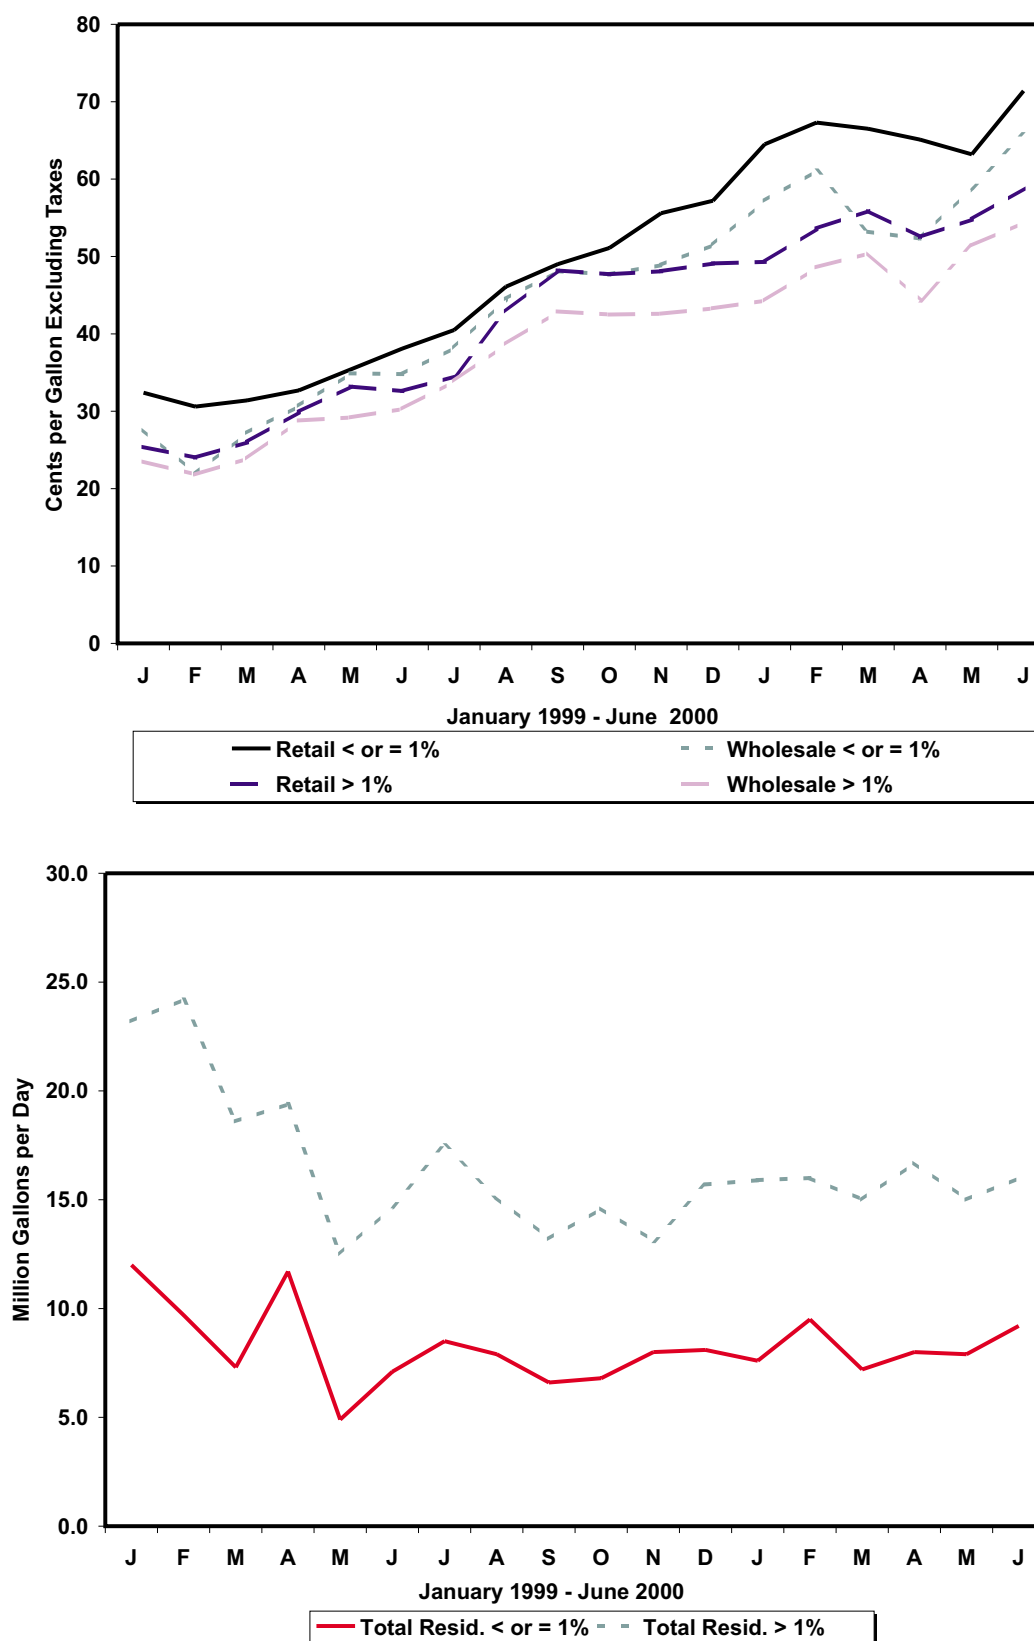 80
70
60
50
40
30
20
10
0
Cents per Gallon Excluding Taxes
J F M A M J J A S O N D J F M A M J
January 1999 - June 2000
Retail < or = 1% Wholesale < or = 1%
Retail > 1% Wholesale > 1%
30.0
25.0
20.0
15.0
10.0
5.0
0.0
Million Gallons per Day
J F M A M J J A S O N D J F M A M J
January 1999 - June 2000
Total Resid. < or = 1% Total Resid. > 1%